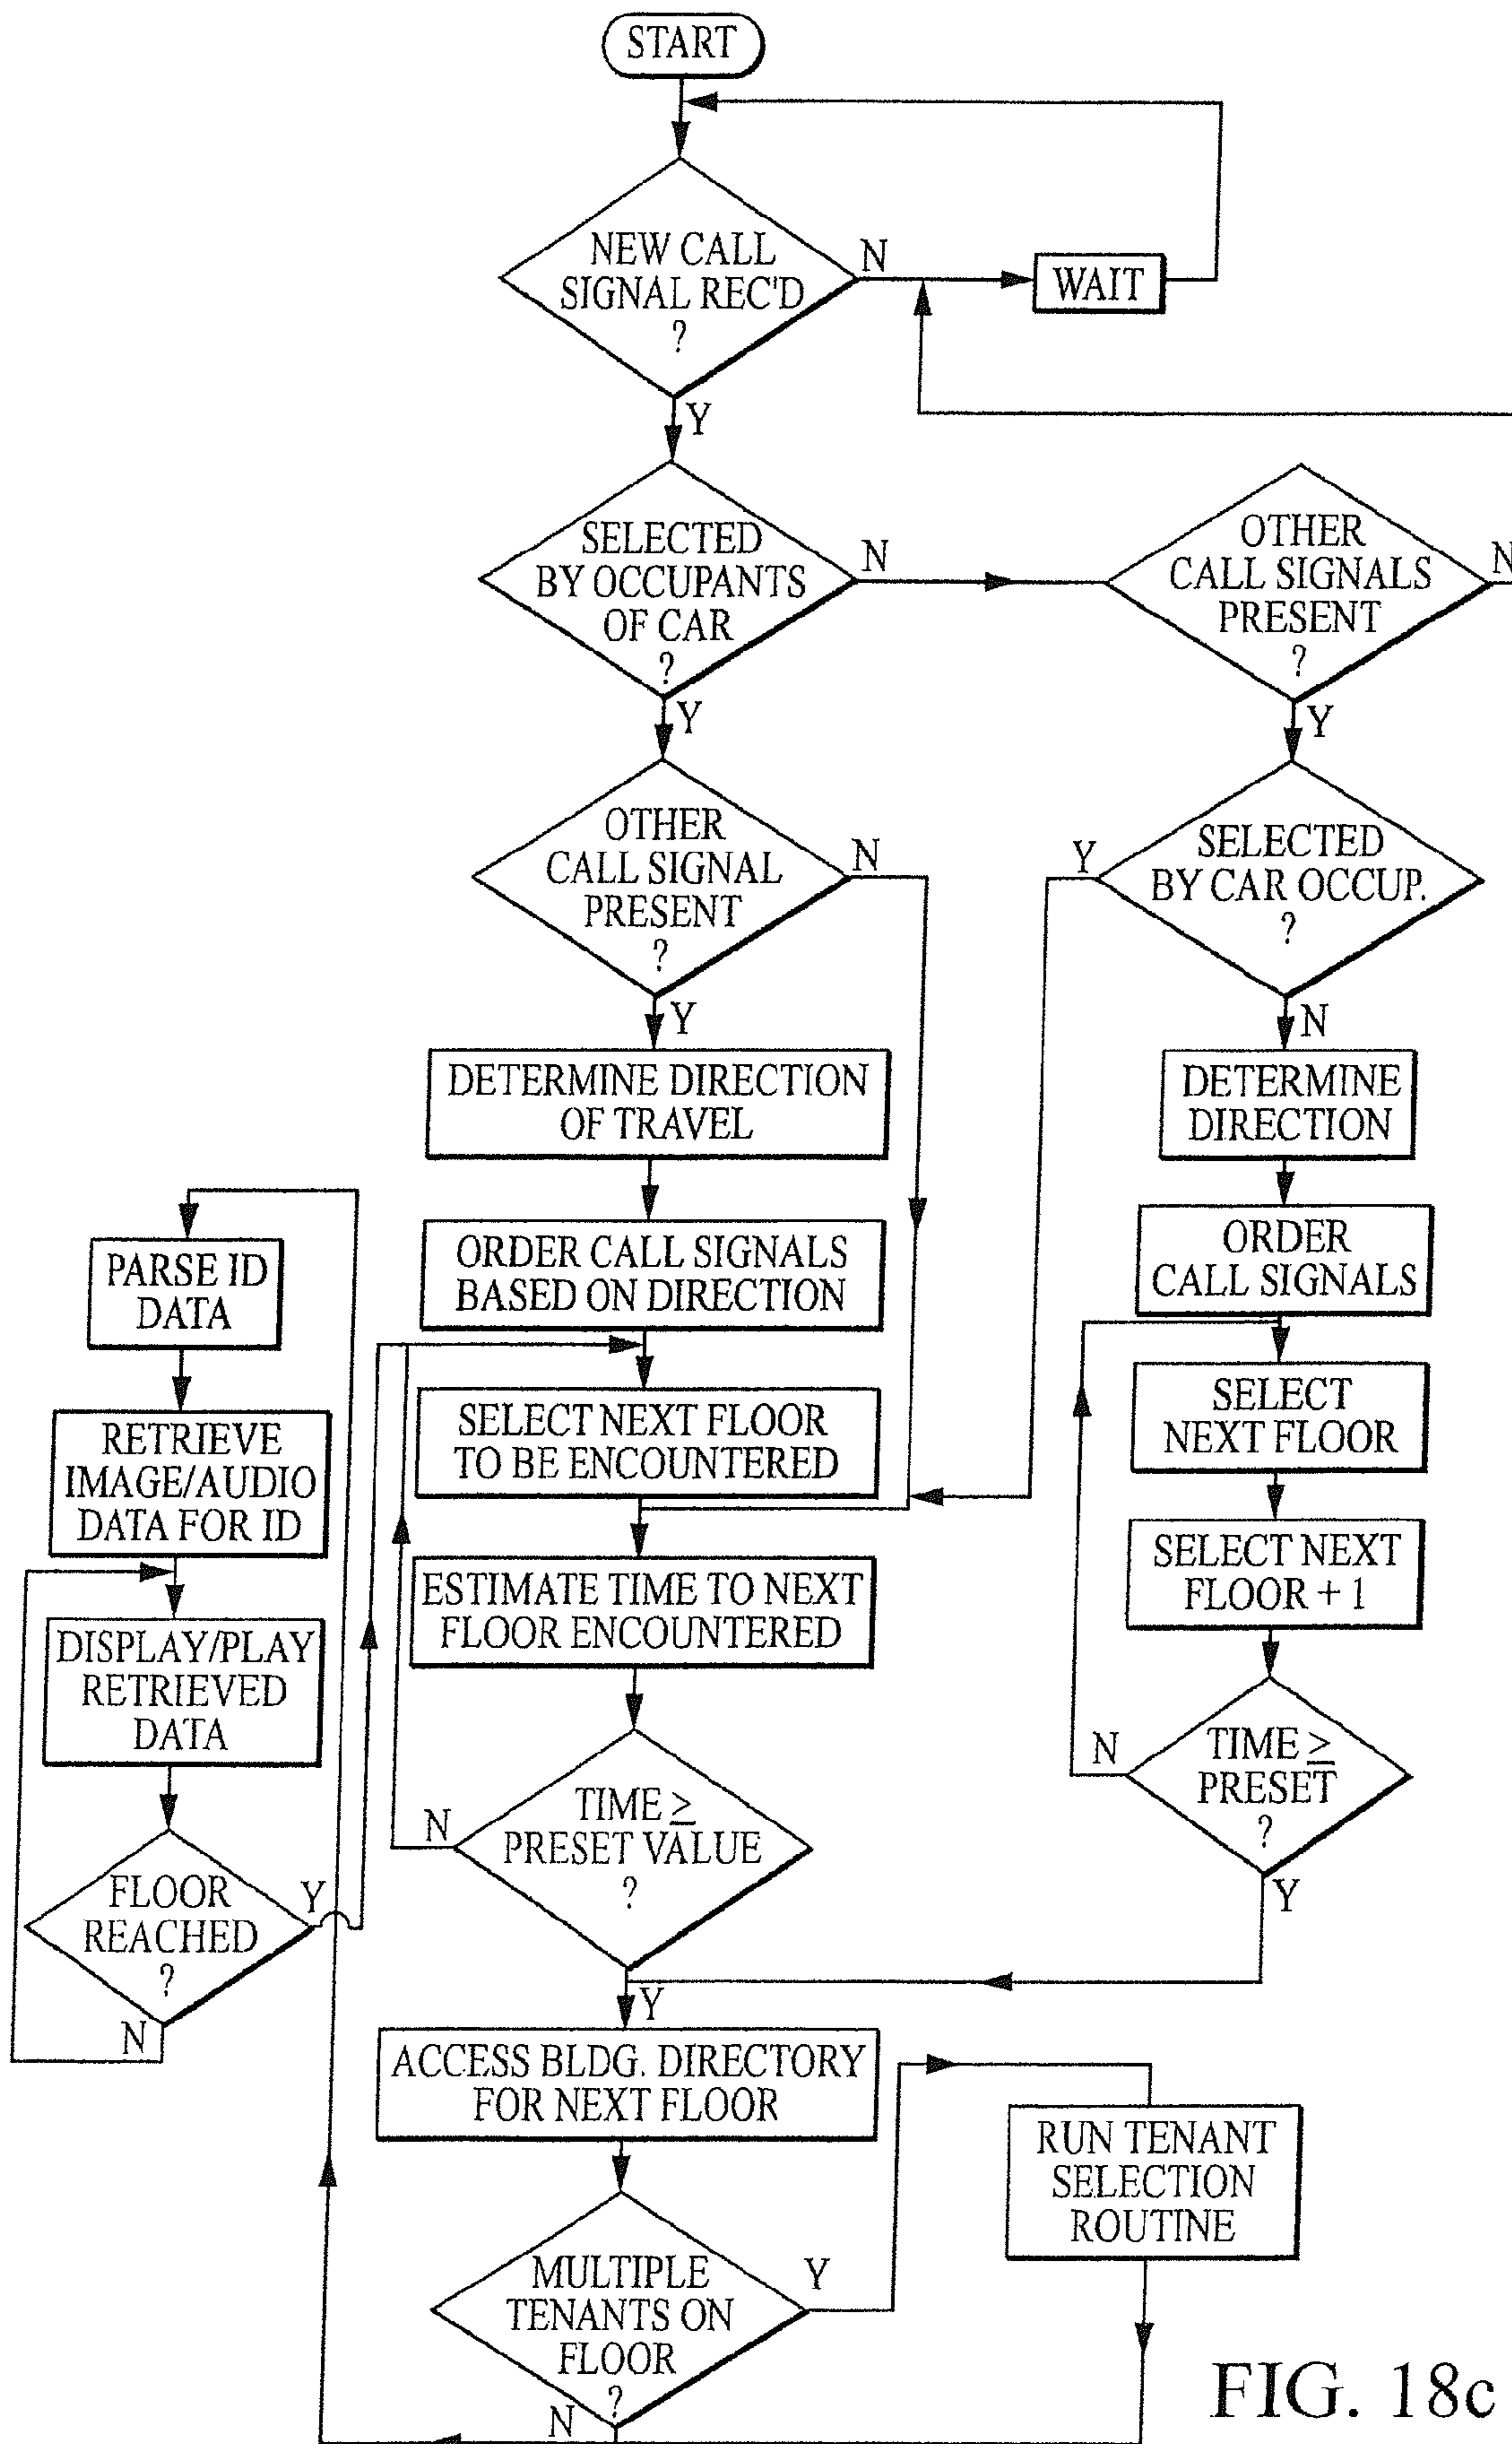 START
NEW CALL
SIGNAL REC'D
?
N
WAIT
Y
SELECTED
BY OCCUPANTS
OF CAR
?
N
OTHER
CALL SIGNALS
PRESENT
?
N
Y
Y
OTHER
CALL SIGNAL
PRESENT
?
N
Y
SELECTED
BY CAR OCCUP.
?
Y
N
DETERMINE DIRECTION
OF TRAVEL
DETERMINE
DIRECTION
PARSE ID
DATA
ORDER CALL SIGNALS
BASED ON DIRECTION
ORDER
CALL SIGNALS
RETRIEVE
IMAGE/AUDIO
DATA FOR ID
SELECT NEXT FLOOR
TO BE ENCOUNTERED
SELECT
NEXT FLOOR
DISPLAY/PLAY
RETRIEVED
DATA
ESTIMATE TIME TO NEXT
FLOOR ENCOUNTERED
SELECT NEXT
FLOOR + 1
FLOOR
REACHED
?
Y
N
N
TIME ≥
PRESET VALUE
?
N
TIME ≥
PRESET
?
Y
Y
ACCESS BLDG. DIRECTORY
FOR NEXT FLOOR
RUN TENANT
SELECTION
ROUTINE
MULTIPLE
TENANTS ON
FLOOR
?
Y
N
FIG. 18c